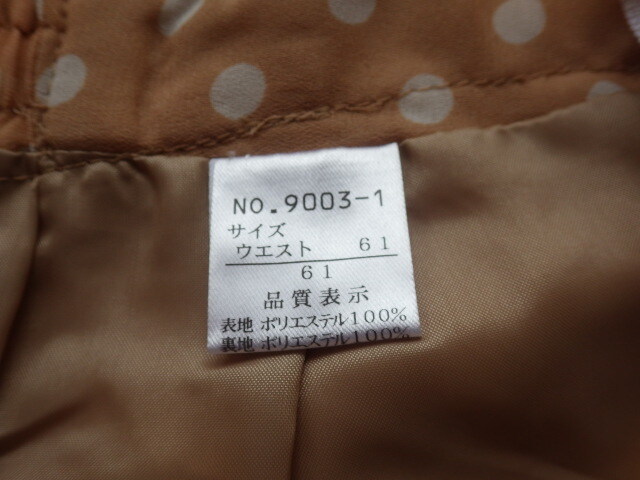 NO.9003-1
サイズ
ウエスト 61
61
品質表示
表地 ポリエステル100%
裏地 ポリエステル100%